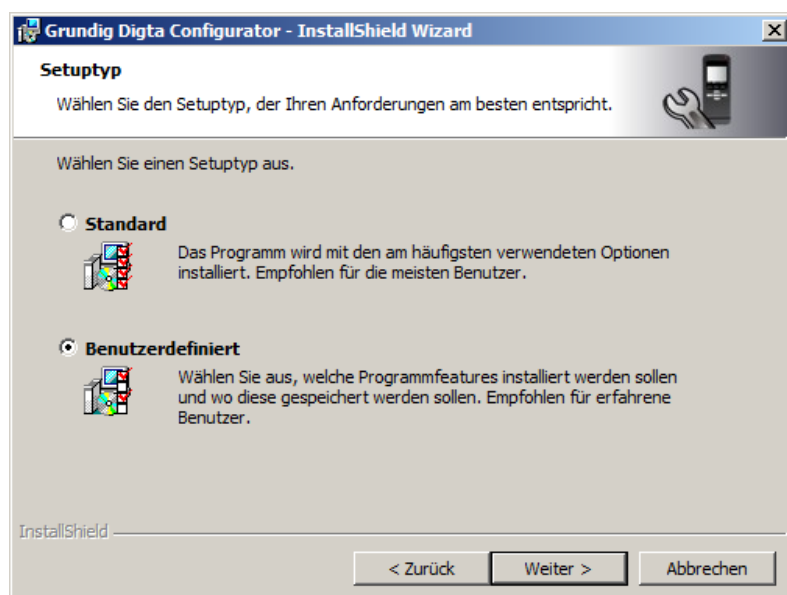 Grundig Digta Configurator - InstallShield Wizard
Setuptyp
Wählen Sie den Setuptyp, der Ihren Anforderungen am besten entspricht.
Wählen Sie einen Setuptyp aus.
Standard
Das Programm wird mit den am häufigsten verwendeten Optionen
installiert. Empfohlen für die meisten Benutzer.
Benutzerdefiniert
Wählen Sie aus, welche Programmfeatures installiert werden sollen
und wo diese gespeichert werden sollen. Empfohlen für erfahrene
Benutzer.
InstallShield
< Zurück Weiter > Abbrechen